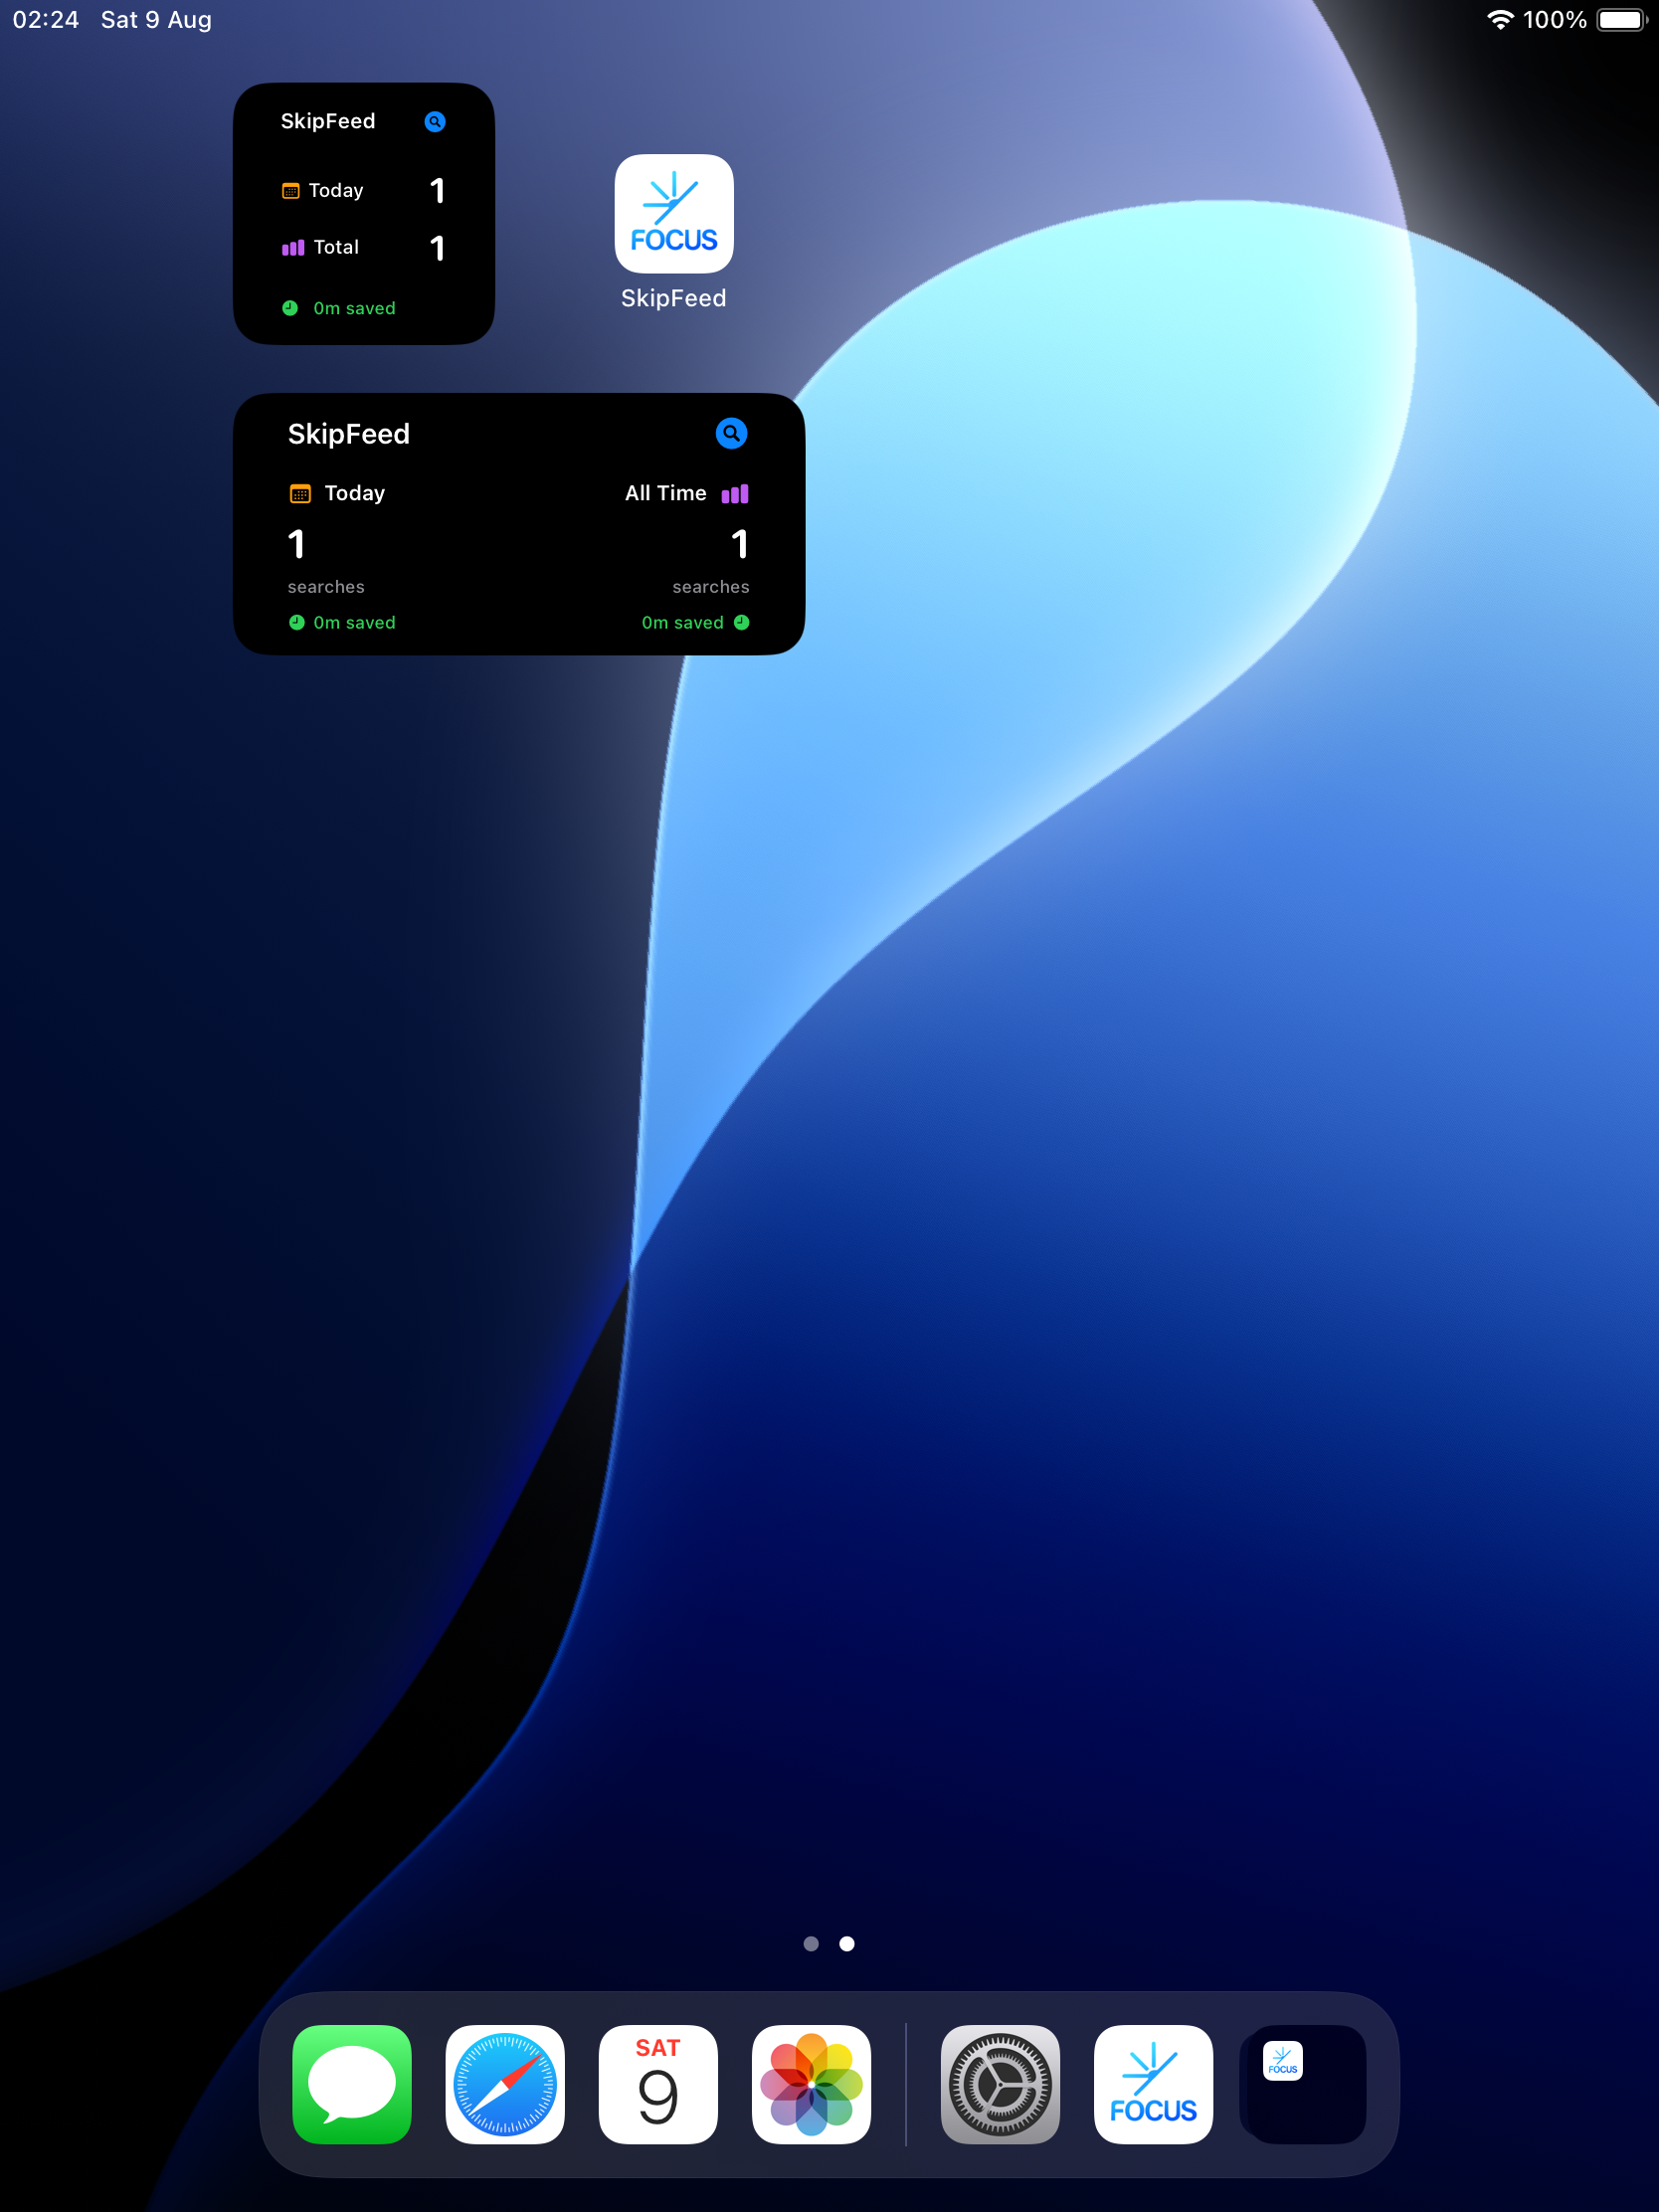 02:24 Sat 9 Aug
100%
SkipFeed
Today 1
Total 1
0m saved
FOCUS
SkipFeed
SkipFeed
Today All Time
1 1
searches searches
0m saved 0m saved
SAT
9
FOCUS
FOCUS